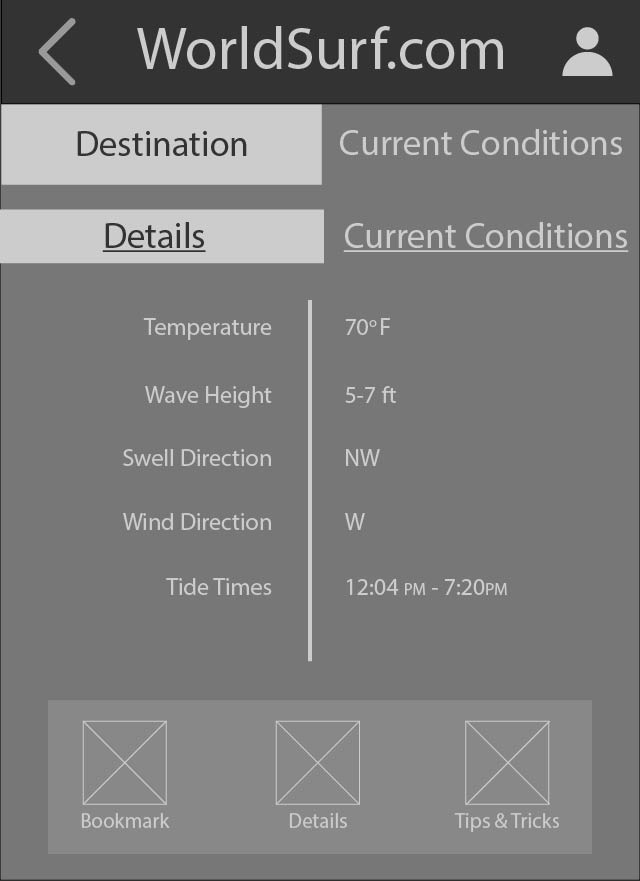 WorldSurf.com
Destination Current Conditions
Details Current Conditions
Temperature 70°F
Wave Height 5-7 ft
Swell Direction NW
Wind Direction W
Tide Times 12:04 PM - 7:20PM
Bookmark Details Tips & Tricks